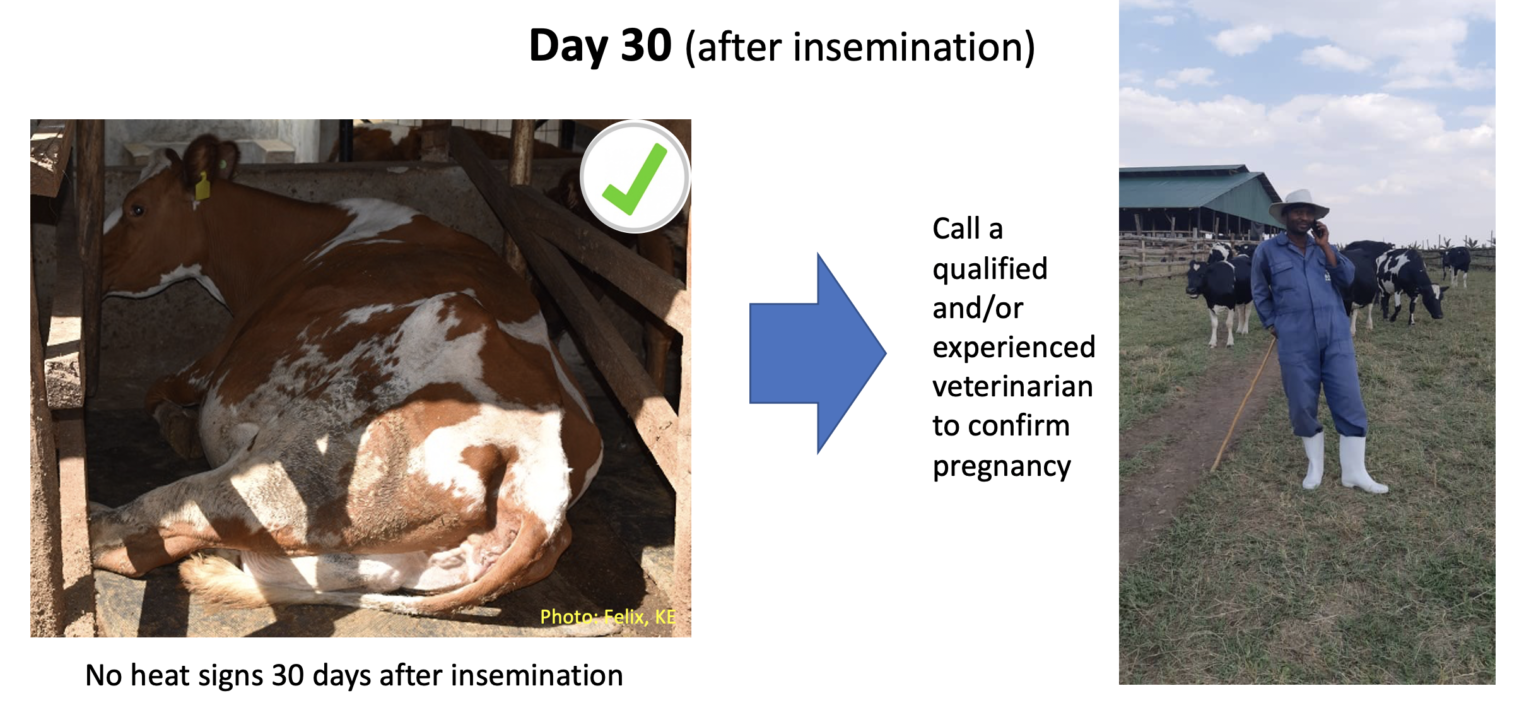 Day 30 (after insemination)
Photo: Felix, KE
No heat signs 30 days after insemination
Call a
qualified
and/or
experienced
veterinarian
to confirm
pregnancy